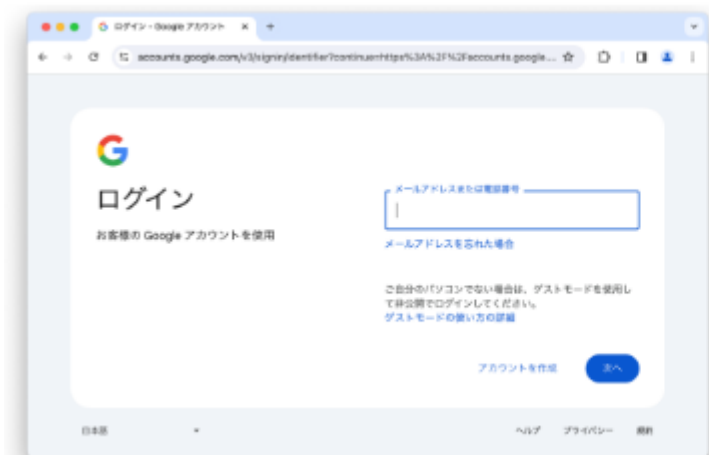 ログイン - Google アカウント
accounts.google.com/v3/signin/identifier?continue=https%3A%2F%2Faccounts.google...
G
ログイン
お客様の Google アカウントを使用
メールアドレスまたは電話番号
メールアドレスを忘れた場合
ご自分のパソコンでない場合は、ゲストモードを使用し
て非公開でログインしてください。
ゲストモードの使い方の詳細
アカウントを作成
次へ
日本語
ヘルプ プライバシー 規約